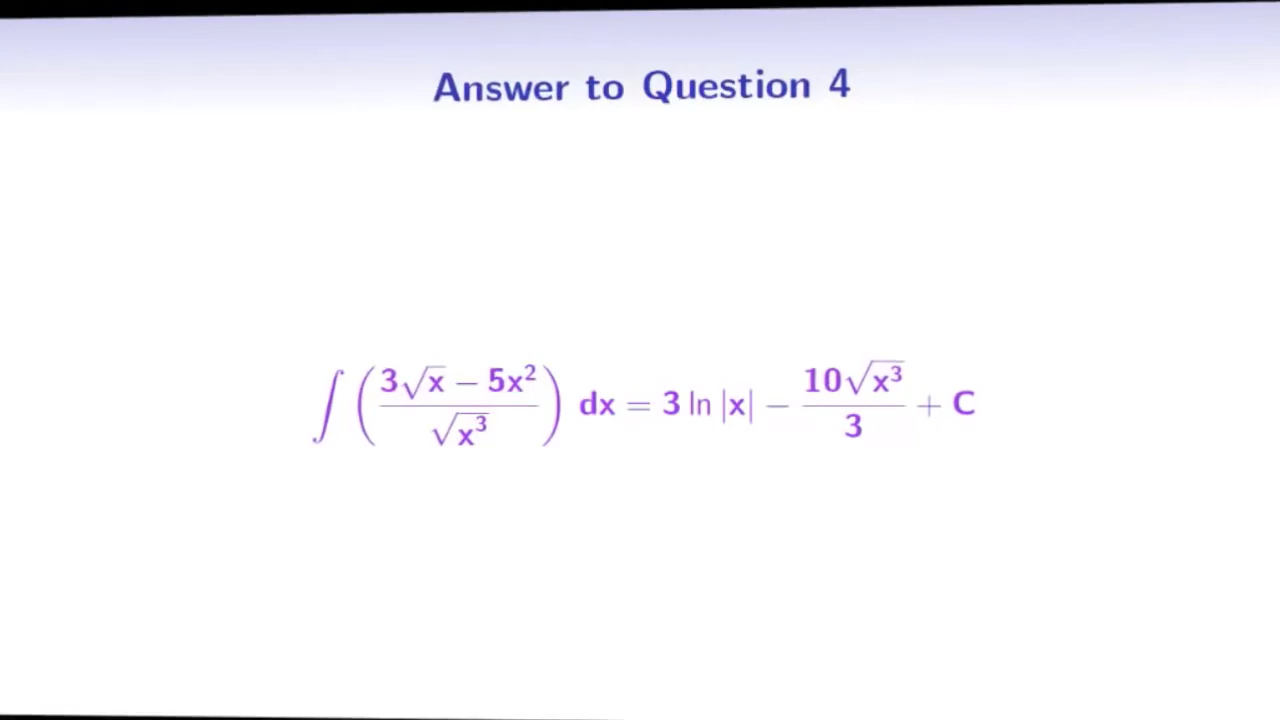 Answer to Question 4
∫ ( (3√x − 5x²) / √x³ ) dx = 3 ln |x| − 10√x³ / 3 + C